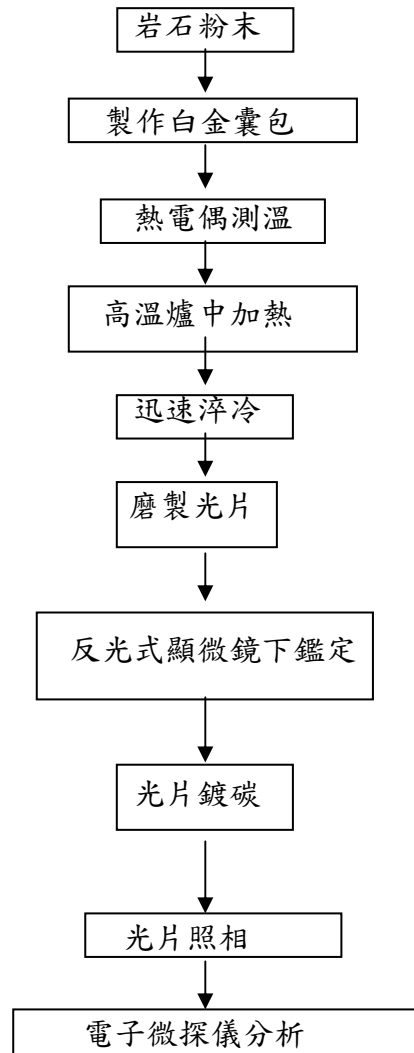 岩石粉末
製作白金囊包
熱電偶測溫
高溫爐中加熱
迅速淬冷
磨製光片
反光式顯微鏡下鑑定
光片鍍碳
光片照相
電子微探儀分析